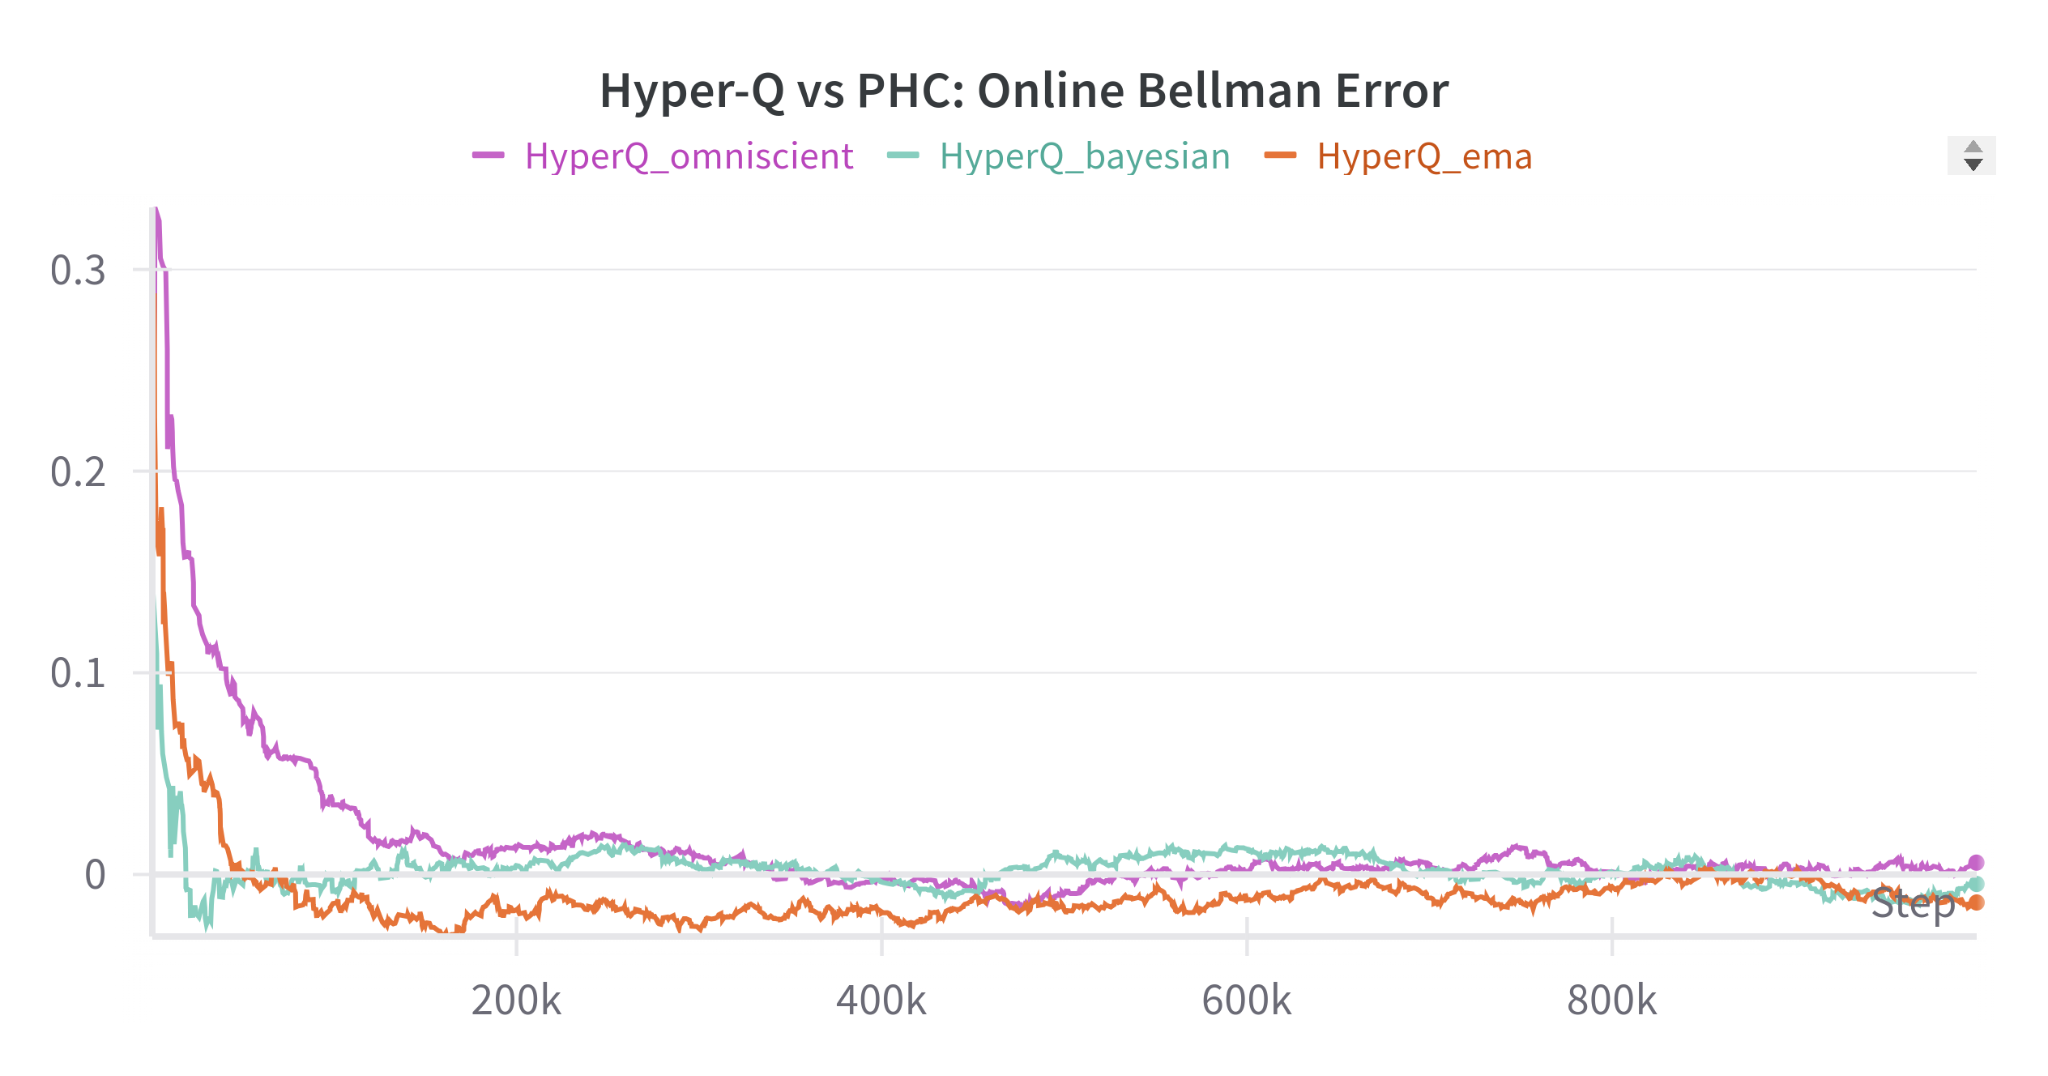 Hyper-Q vs PHC: Online Bellman Error
HyperQ_omniscient HyperQ_bayesian HyperQ_ema
0.3
0.2
0.1
0
Step
200k 400k 600k 800k